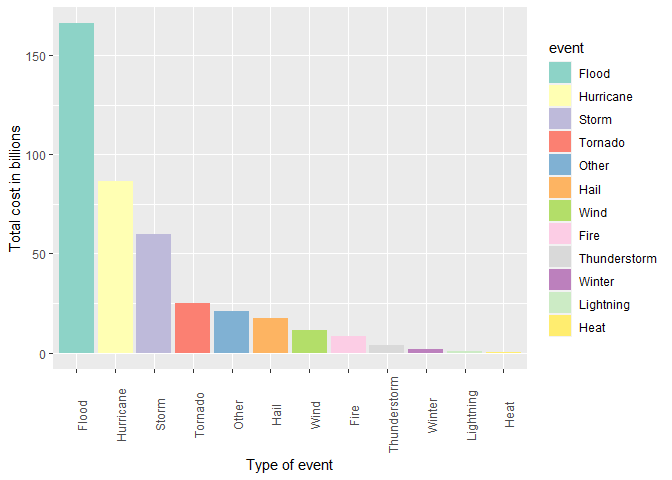 Total cost in billions
150
100
50
0
Flood
Hurricane
Storm
Tornado
Other
Hail
Wind
Fire
Thunderstorm
Winter
Lightning
Heat
Type of event
event
Flood
Hurricane
Storm
Tornado
Other
Hail
Wind
Fire
Thunderstorm
Winter
Lightning
Heat